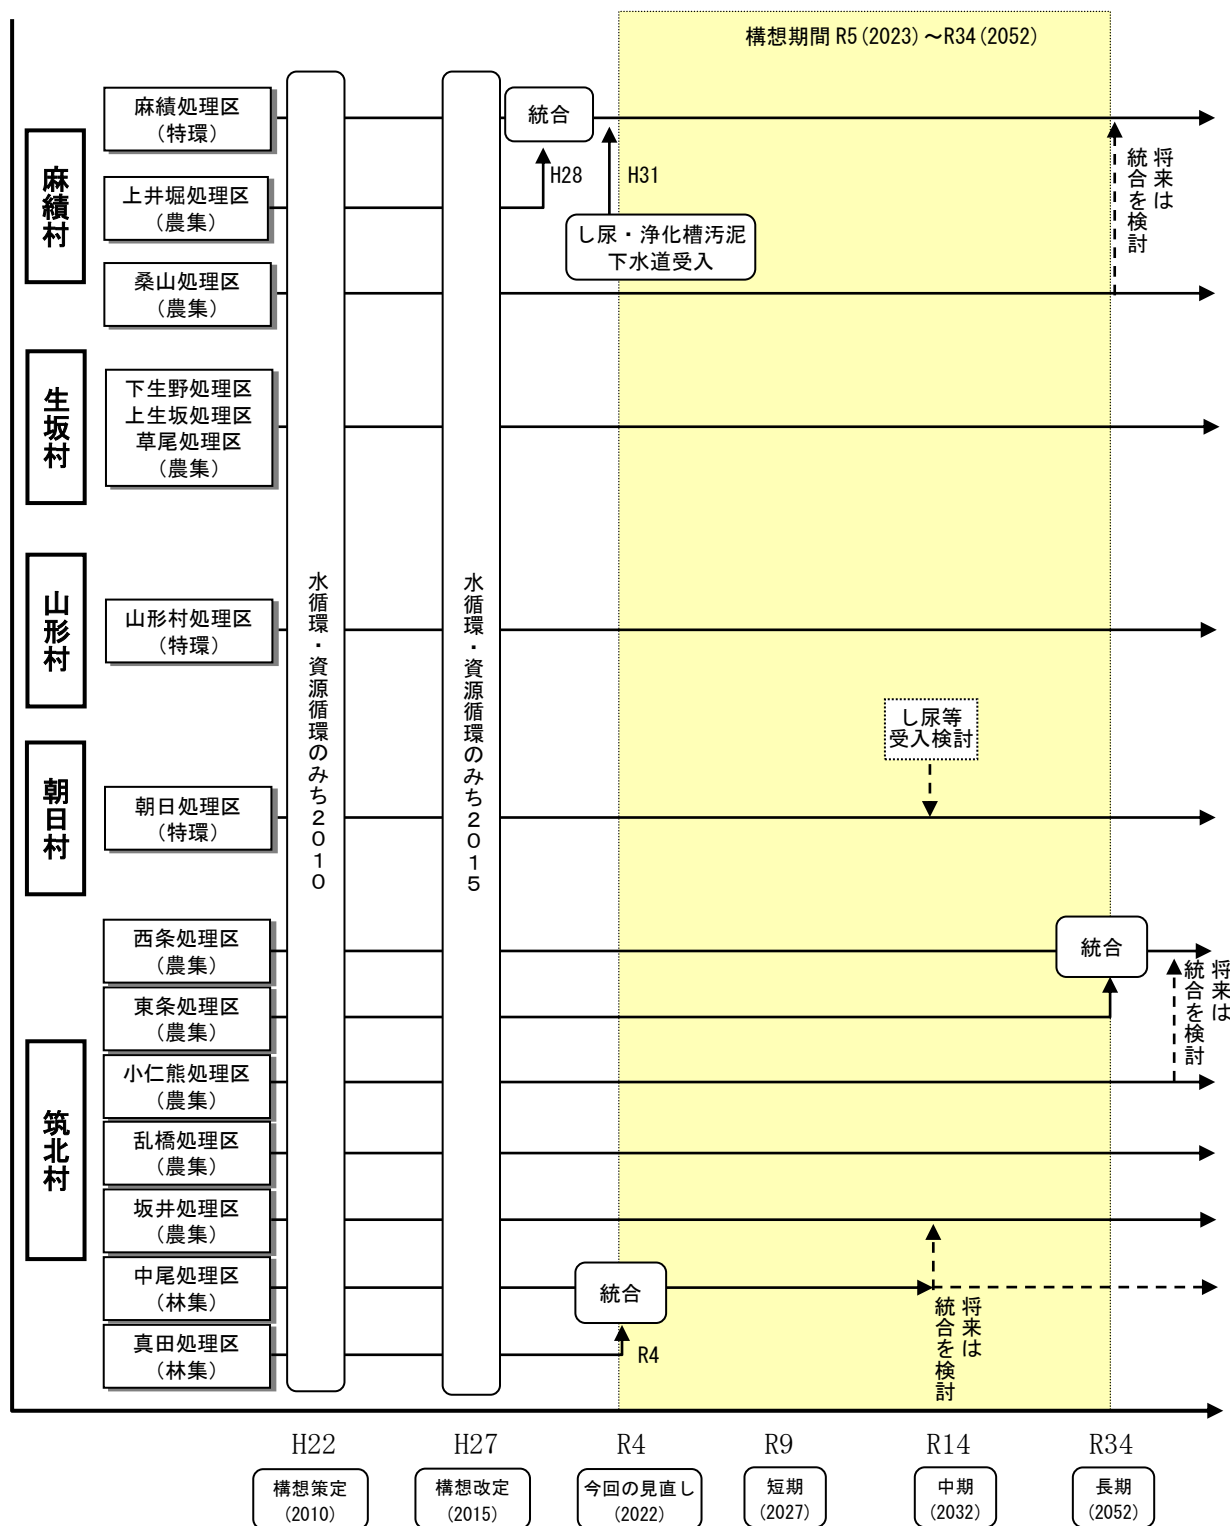 構想期間 R5(2023)～R34(2052)
麻績村
麻績処理区
（特環）
統合
H28
H31
上井堀処理区
（農集）
し尿・浄化槽汚泥
下水道受入
桑山処理区
（農集）
将来は
統合を検討
生坂村
下生野処理区
上生坂処理区
草尾処理区
（農集）
水循環・資源循環のみち２０１０
水循環・資源循環のみち２０１５
山形村
山形村処理区
（特環）
し尿等
受入検討
朝日村
朝日処理区
（特環）
筑北村
西条処理区
（農集）
統合
東条処理区
（農集）
将来は
統合を検討
小仁熊処理区
（農集）
乱橋処理区
（農集）
坂井処理区
（農集）
中尾処理区
（林集）
統合
将来は
統合を検討
真田処理区
（林集）
R4
H22
H27
R4
R9
R14
R34
構想策定
(2010)
構想改定
(2015)
今回の見直し
(2022)
短期
(2027)
中期
(2032)
長期
(2052)